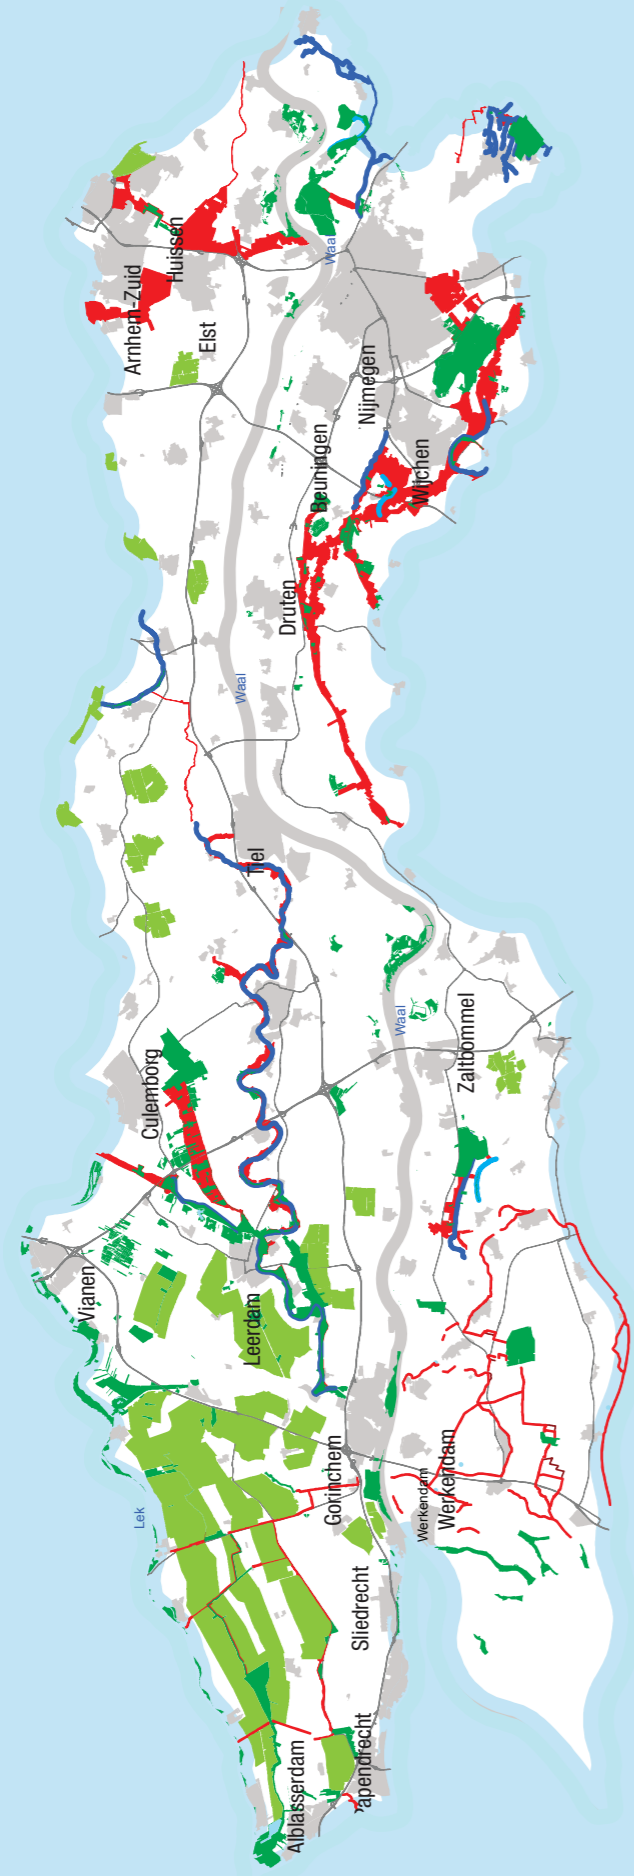 Arnhem-Zuid
Huissen
Elst
Waal
Nijmegen
Beuningen
Wijchen
Druten
Waal
Tiel
Culemborg
Waal
Zaltbommel
Vianen
Leerdam
Lek
Gorinchem
Werkendam
Werkendam
Sliedrecht
Alblasserdam
apendrecht